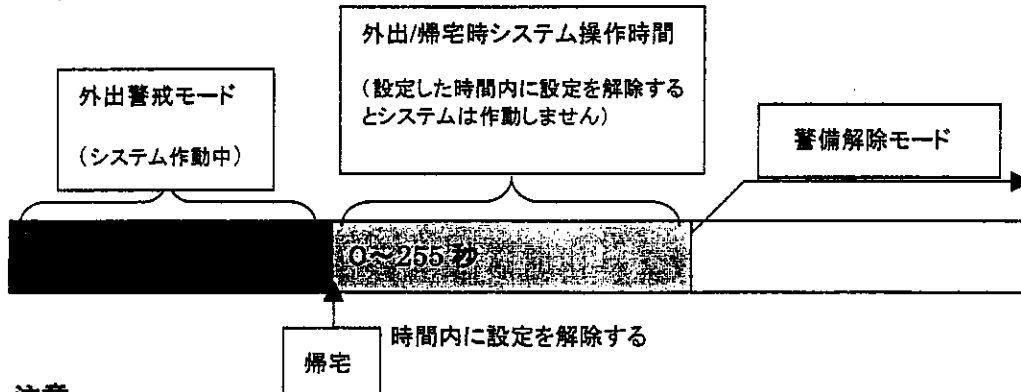 外出/帰宅時システム操作時間
(設定した時間内に設定を解除する
とシステムは作動しません)
外出警戒モード
(システム作動中)
警備解除モード
0~255 秒
時間内に設定を解除する
帰宅